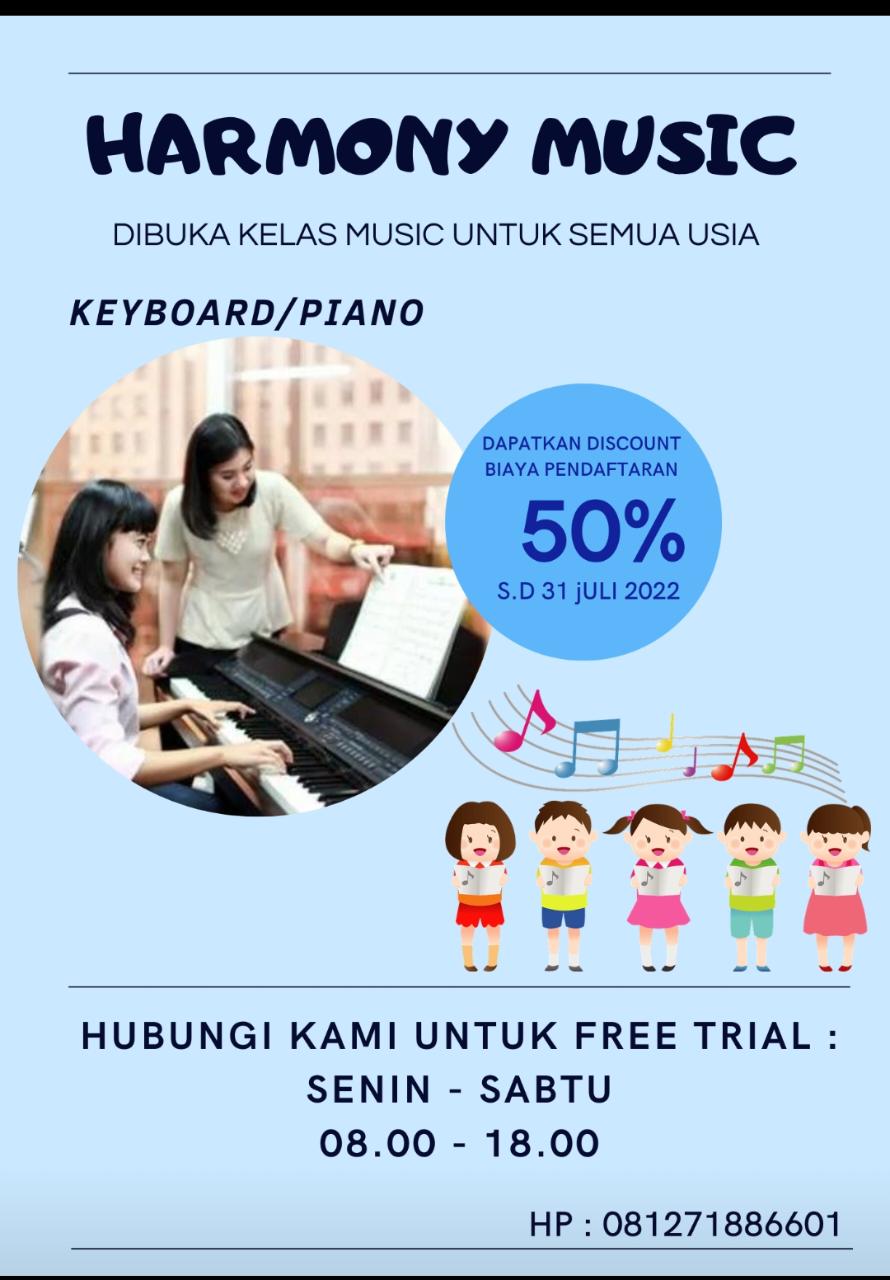 HARMONY MUSIC
DIBUKA KELAS MUSIC UNTUK SEMUA USIA
KEYBOARD/PIANO
DAPATKAN DISCOUNT
BIAYA PENDAFTARAN
50%
S.D 31 jULI 2022
HUBUNGI KAMI UNTUK FREE TRIAL :
SENIN - SABTU
08.00 - 18.00
HP : 081271886601